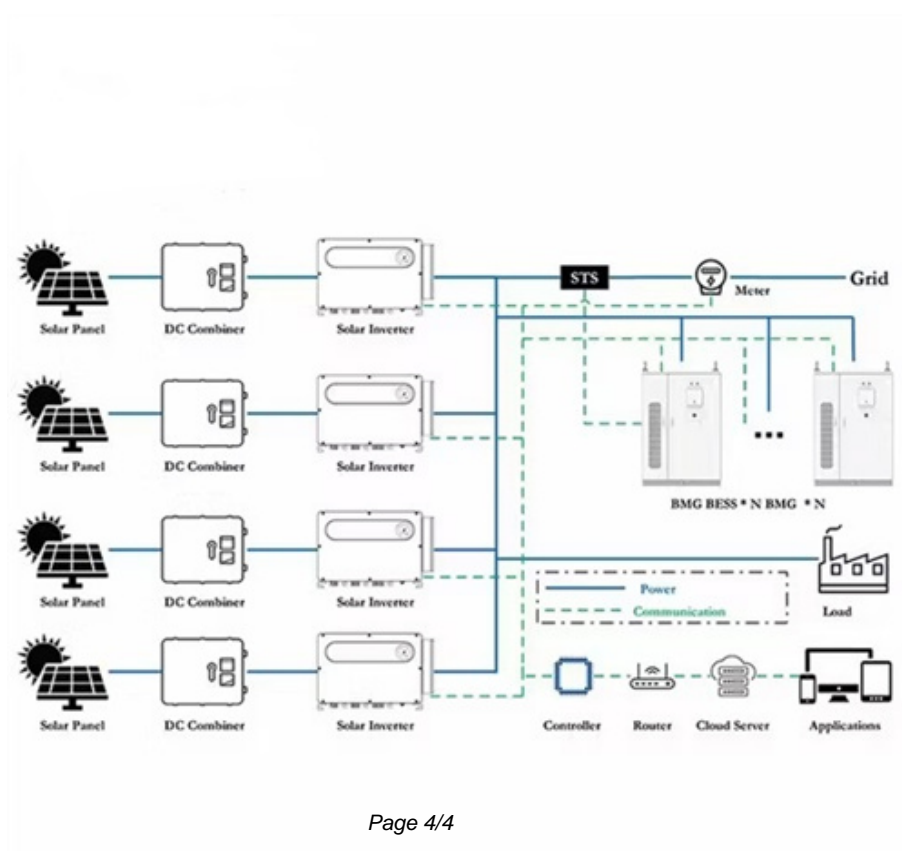 STS
Grid
Meter
Solar Panel
DC Combiner
Solar Inverter
Solar Panel
DC Combiner
Solar Inverter
BMG BESS * N BMG * N
Solar Panel
DC Combiner
Solar Inverter
Power
Communication
Load
Solar Panel
DC Combiner
Solar Inverter
Controller
Router
Cloud Server
Applications
Page 4/4